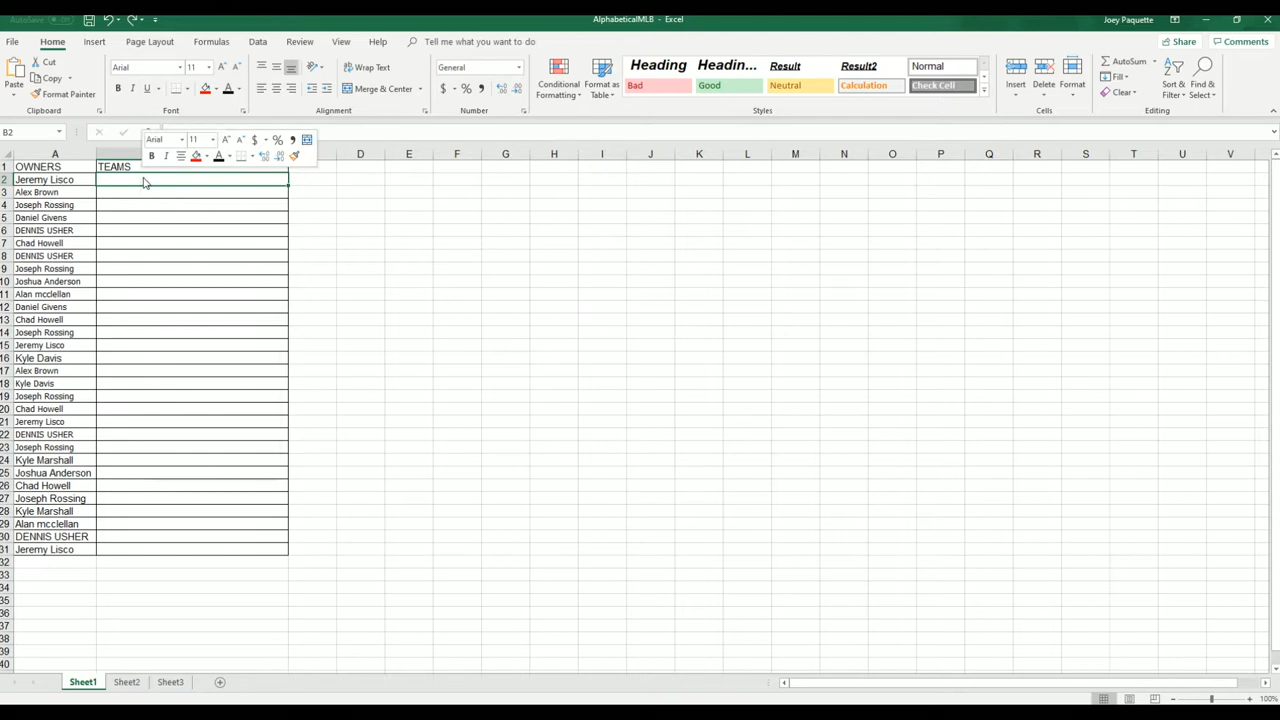 AutoSave
AlphabeticalMLB - Excel
Joey Paquette
File Home Insert Page Layout Formulas Data Review View Help Tell me what you want to do Share Comments
Paste Cut Copy Format Painter Clipboard
Arial 11 B I U Font
Wrap Text Merge & Center Alignment
General $ % , Number
Heading Headin... Result Result2 Normal
Bad Good Neutral Calculation Check Cell
Conditional Formatting Format as Table Styles
Insert Delete Format Cells
AutoSum Fill Clear Sort & Filter Find & Select Editing
B2
Arial 11 $ % ,
B I A
A D E F G H I J K L M N O P Q R S T U V
1 OWNERS TEAMS
2 Jeremy Lisco
3 Alex Brown
4 Joseph Rossing
5 Daniel Givens
6 DENNIS USHER
7 Chad Howell
8 DENNIS USHER
9 Joseph Rossing
10 Joshua Anderson
11 Alan mcclellan
12 Daniel Givens
13 Chad Howell
14 Joseph Rossing
15 Jeremy Lisco
16 Kyle Davis
17 Alex Brown
18 Kyle Davis
19 Joseph Rossing
20 Chad Howell
21 Jeremy Lisco
22 DENNIS USHER
23 Joseph Rossing
24 Kyle Marshall
25 Joshua Anderson
26 Chad Howell
27 Joseph Rossing
28 Kyle Marshall
29 Alan mcclellan
30 DENNIS USHER
31 Jeremy Lisco
32
33
34
35
36
37
38
39
40
Sheet1 Sheet2 Sheet3
100%